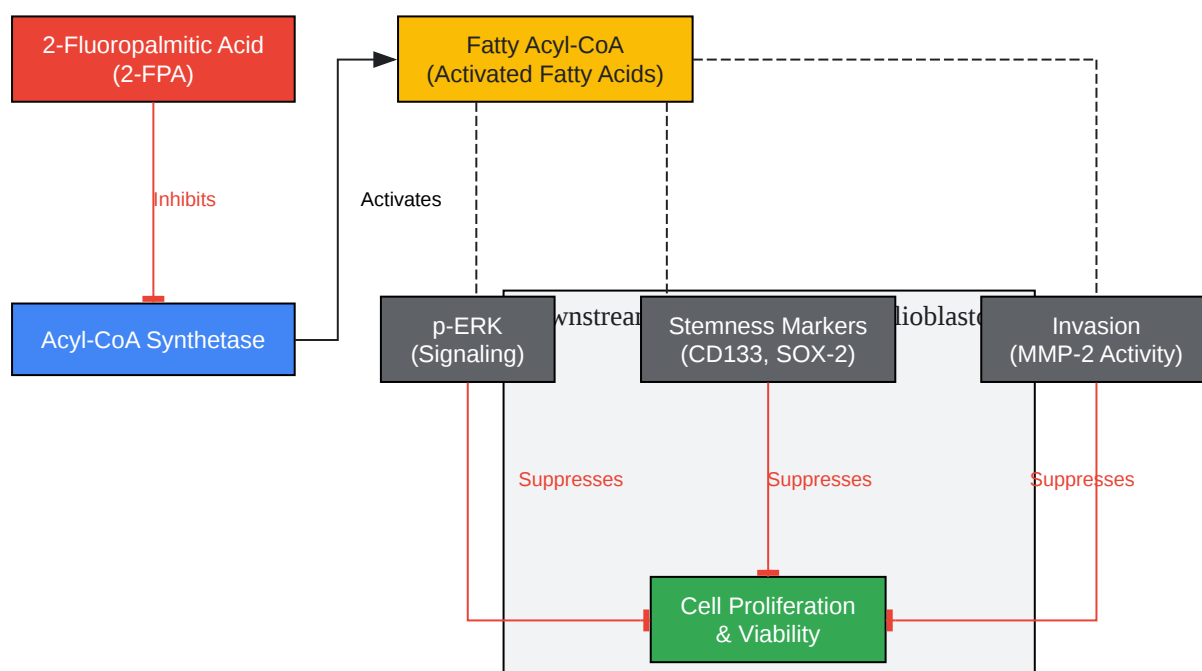 2-Fluoropalmitic Acid
(2-FPA)
Fatty Acyl-CoA
(Activated Fatty Acids)
Inhibits
Activates
Acyl-CoA Synthetase
p-ERK
(Signaling)
Stemness Markers
(CD133, SOX-2)
Invasion
(MMP-2 Activity)
Suppresses
Suppresses
Suppresses
Cell Proliferation
& Viability